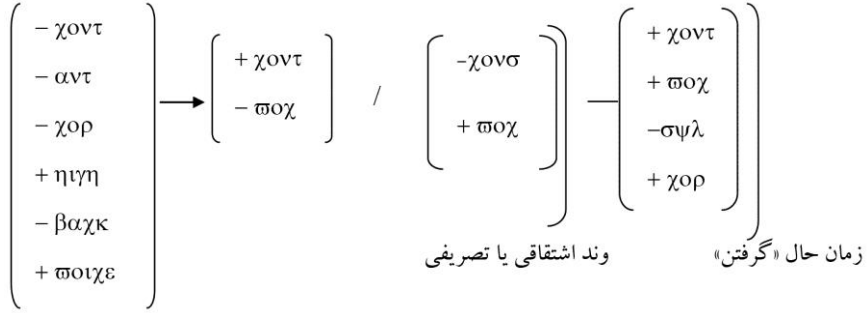 − χοντ
− αντ
− χορ
+ ηιγη
− βαχκ
+ ϖοιχε
+ χοντ
− ϖοχ
/
-χονσ
+ ϖοχ
+ χοντ
+ ϖοχ
−σψλ
+ χορ
وند اشتقاقی یا تصریفی
زمان حال «گرفتن»